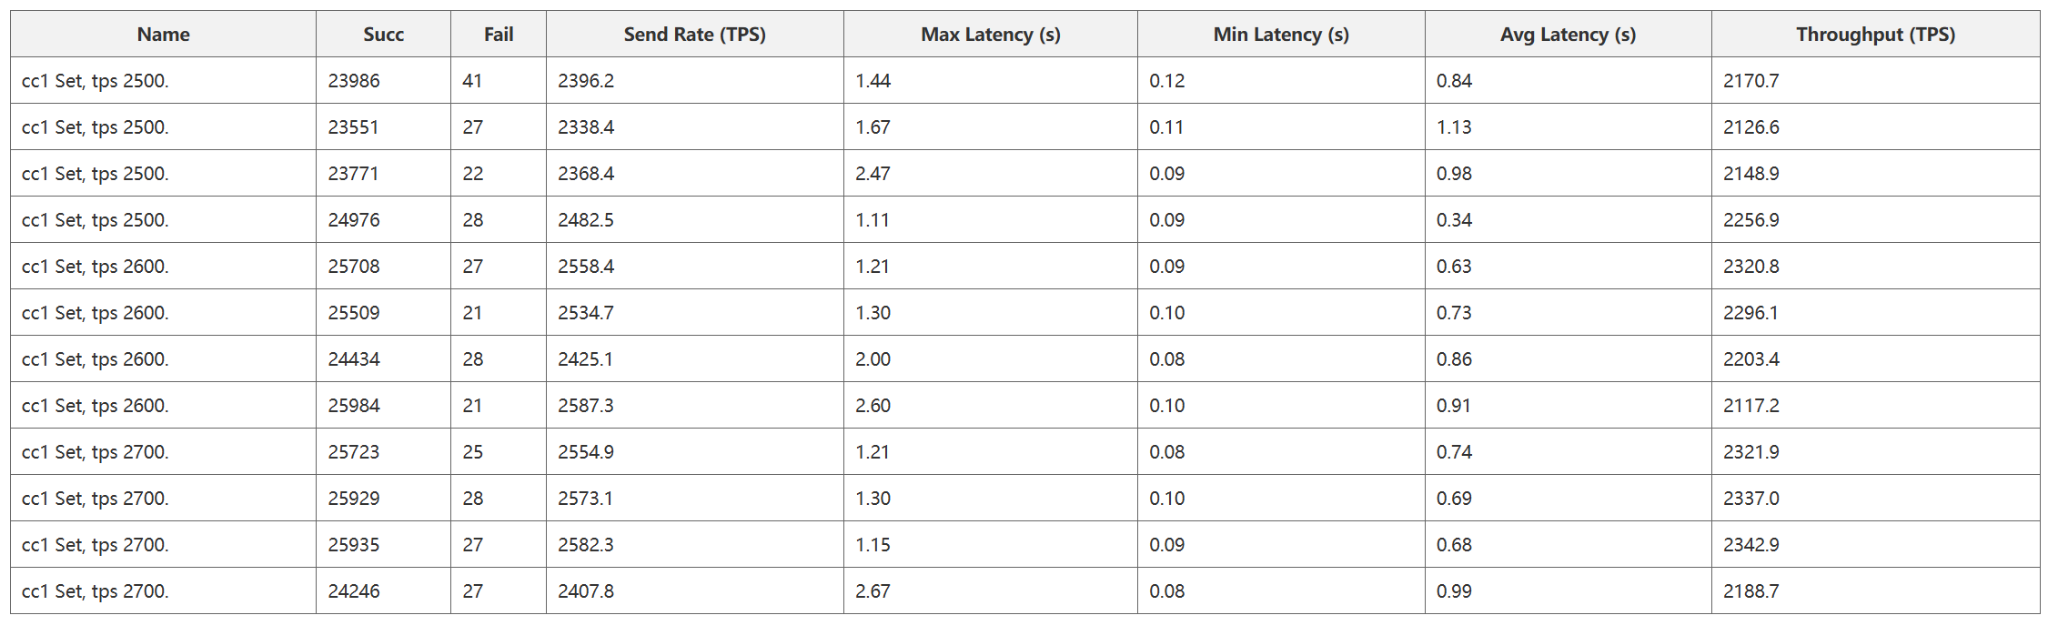 Name Succ Fail Send Rate (TPS) Max Latency (s) Min Latency (s) Avg Latency (s) Throughput (TPS)
cc1 Set, tps 2500. 23986 41 2396.2 1.44 0.12 0.84 2170.7
cc1 Set, tps 2500. 23551 27 2338.4 1.67 0.11 1.13 2126.6
cc1 Set, tps 2500. 23771 22 2368.4 2.47 0.09 0.98 2148.9
cc1 Set, tps 2500. 24976 28 2482.5 1.11 0.09 0.34 2256.9
cc1 Set, tps 2600. 25708 27 2558.4 1.21 0.09 0.63 2320.8
cc1 Set, tps 2600. 25509 21 2534.7 1.30 0.10 0.73 2296.1
cc1 Set, tps 2600. 24434 28 2425.1 2.00 0.08 0.86 2203.4
cc1 Set, tps 2600. 25984 21 2587.3 2.60 0.10 0.91 2117.2
cc1 Set, tps 2700. 25723 25 2554.9 1.21 0.08 0.74 2321.9
cc1 Set, tps 2700. 25929 28 2573.1 1.30 0.10 0.69 2337.0
cc1 Set, tps 2700. 25935 27 2582.3 1.15 0.09 0.68 2342.9
cc1 Set, tps 2700. 24246 27 2407.8 2.67 0.08 0.99 2188.7